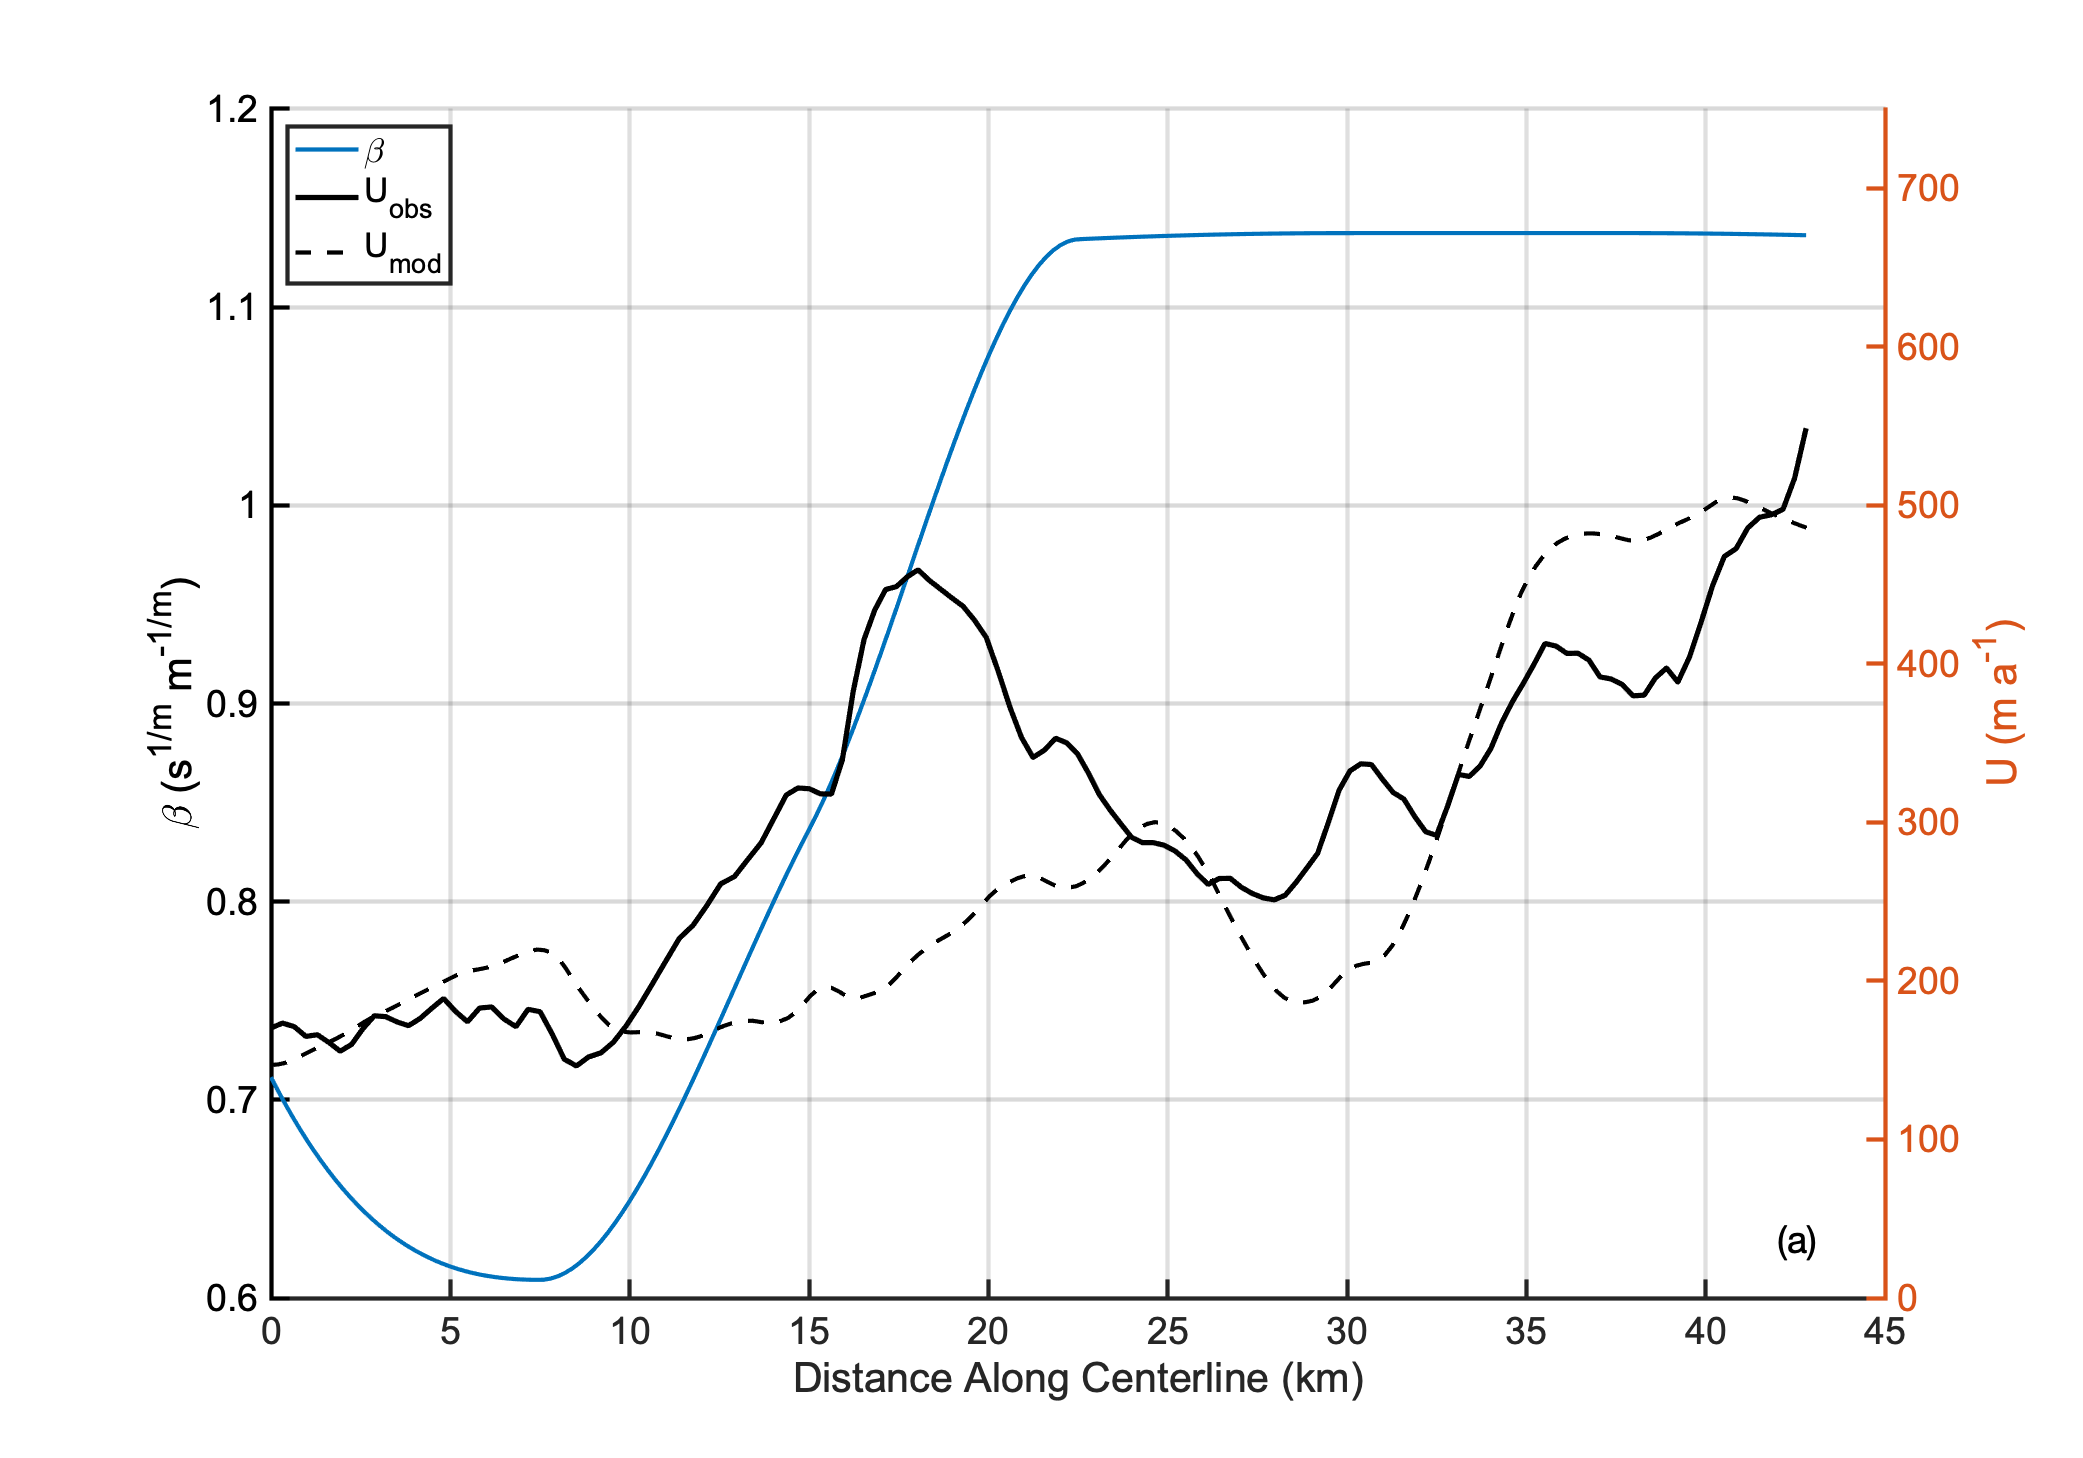 1.2
1.1
1
0.9
0.8
0.7
0.6
β (s^1/m m^-1/m)
β
U_obs
U_mod
700
600
500
400
300
200
100
0
U (m a^-1)
(a)
0 5 10 15 20 25 30 35 40 45
Distance Along Centerline (km)